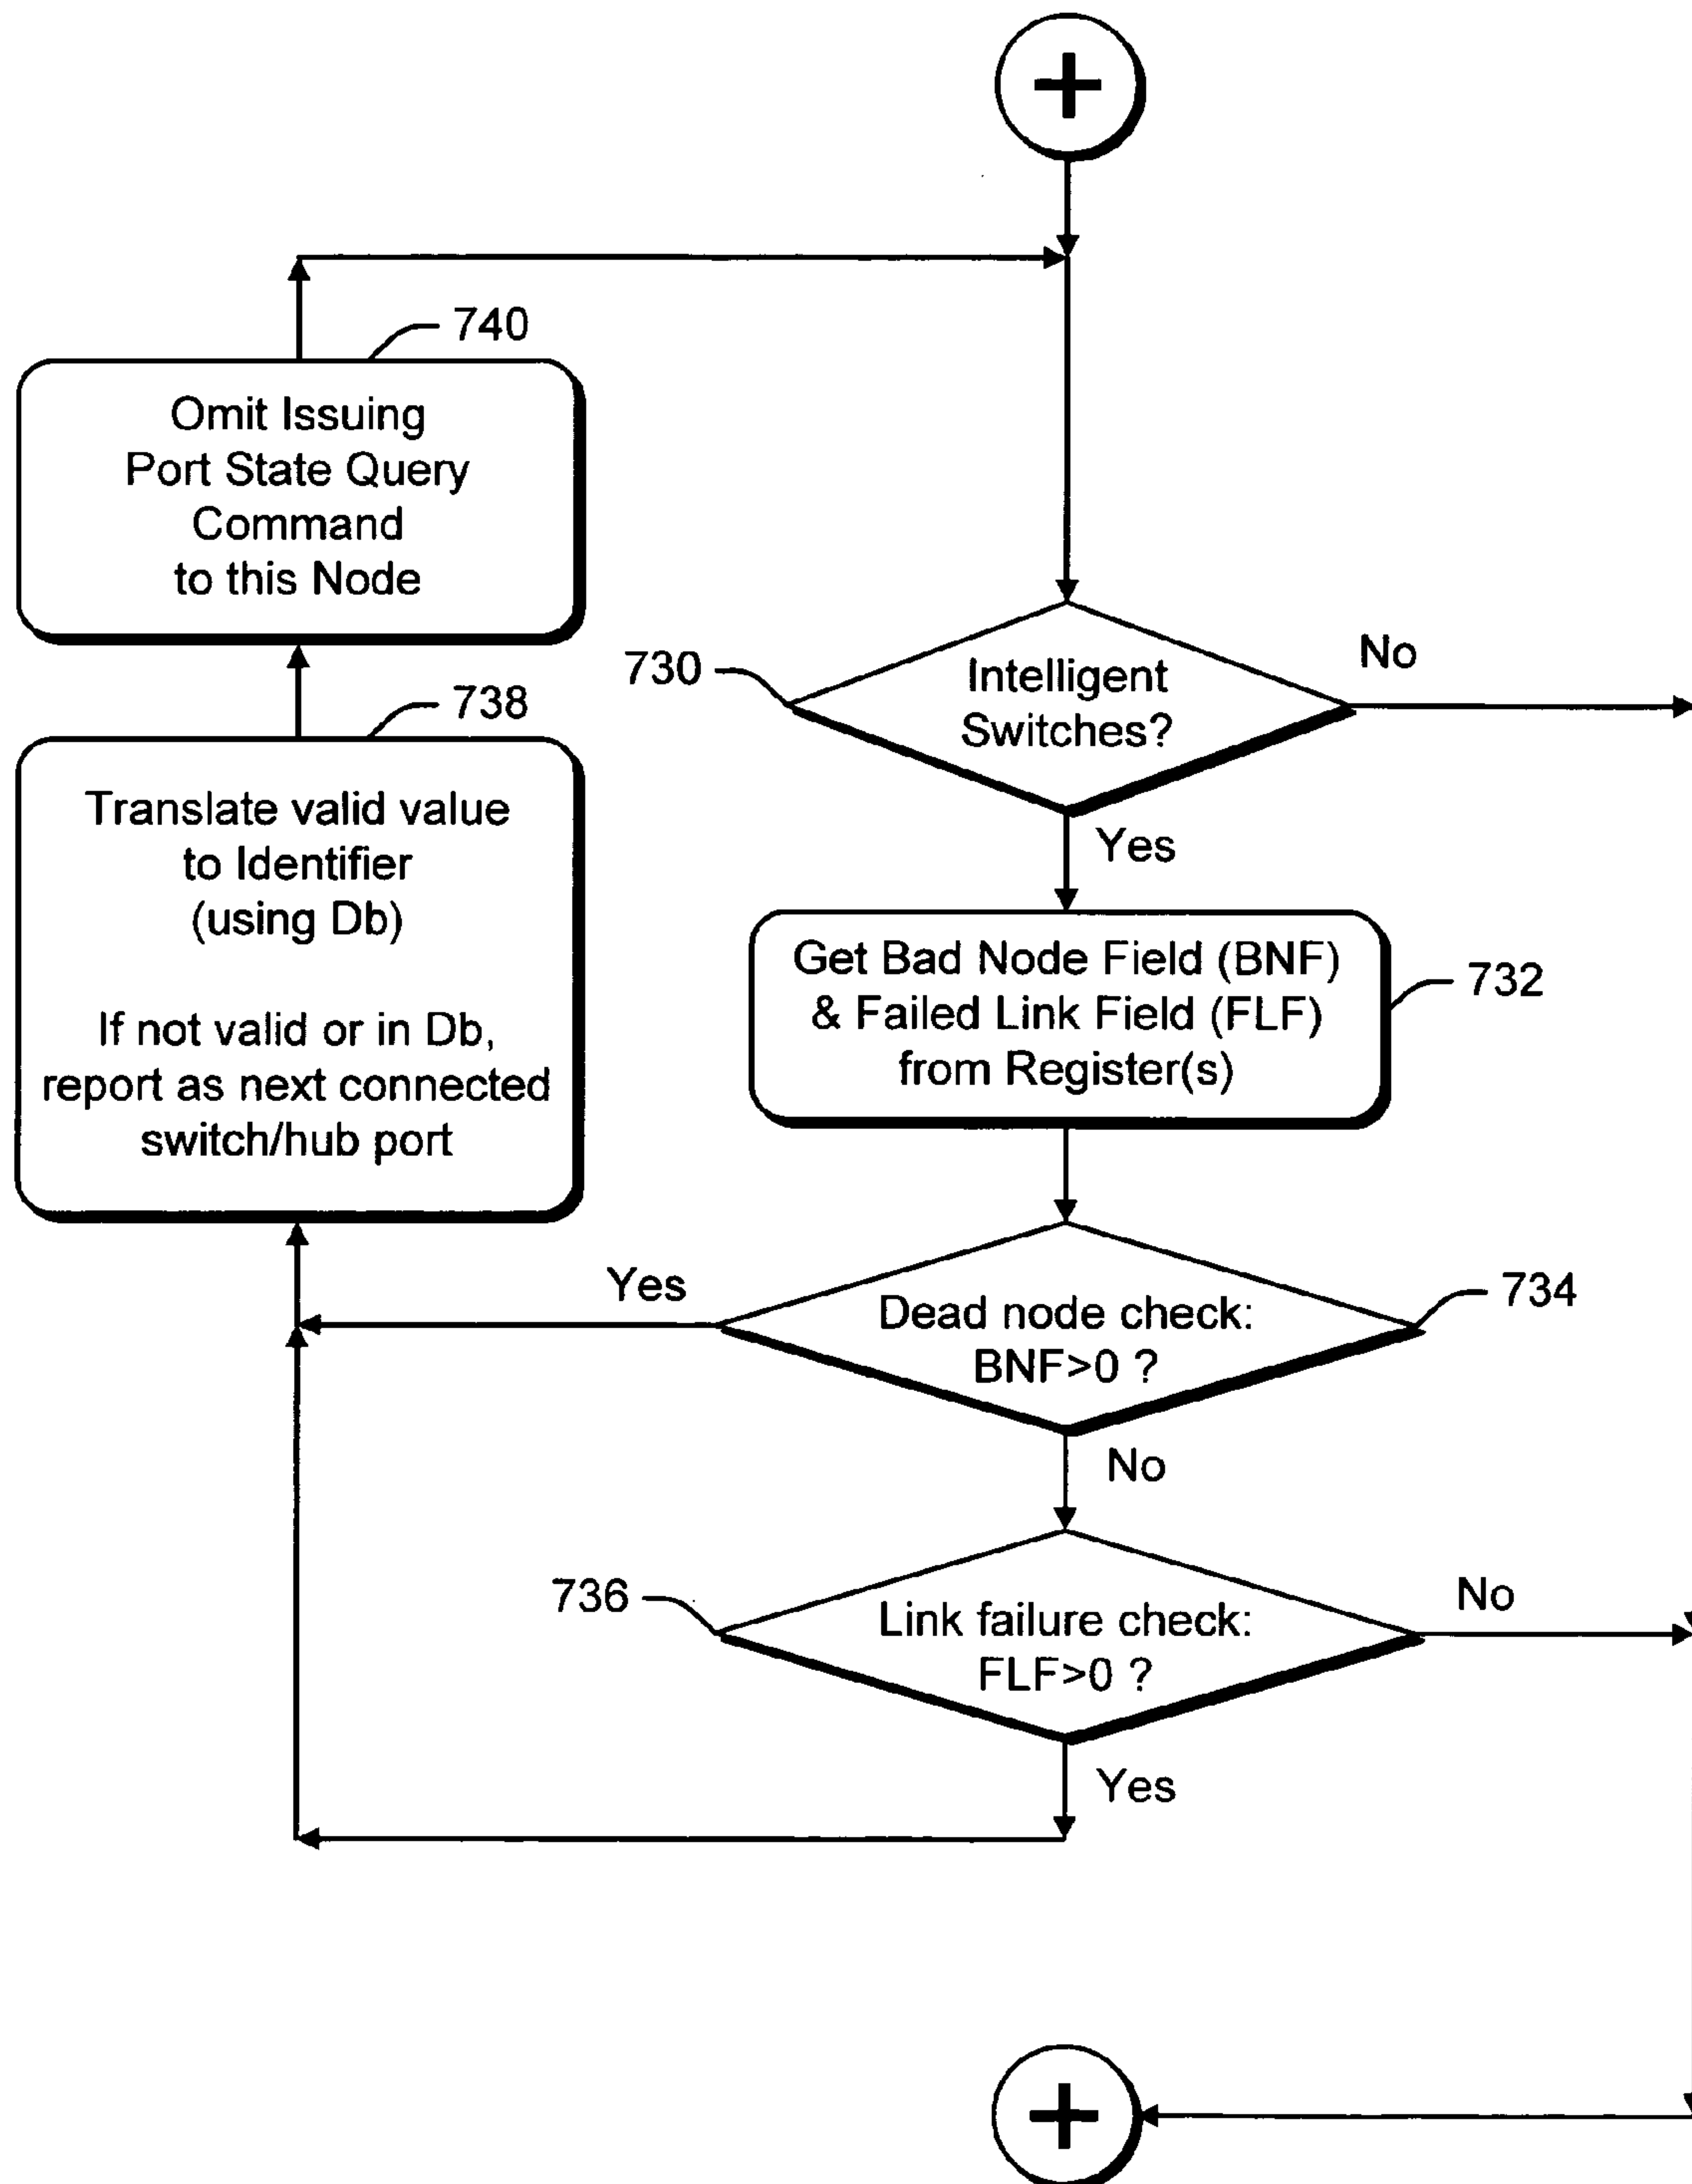 +
740
Omit Issuing
Port State Query
Command
to this Node
730
Intelligent
Switches?
No
Yes
738
Translate valid value
to Identifier
(using Db)
If not valid or in Db,
report as next connected
switch/hub port
Get Bad Node Field (BNF)
& Failed Link Field (FLF)
from Register(s)
732
Yes
Dead node check:
BNF>0 ?
734
No
736
Link failure check:
FLF>0 ?
No
Yes
+